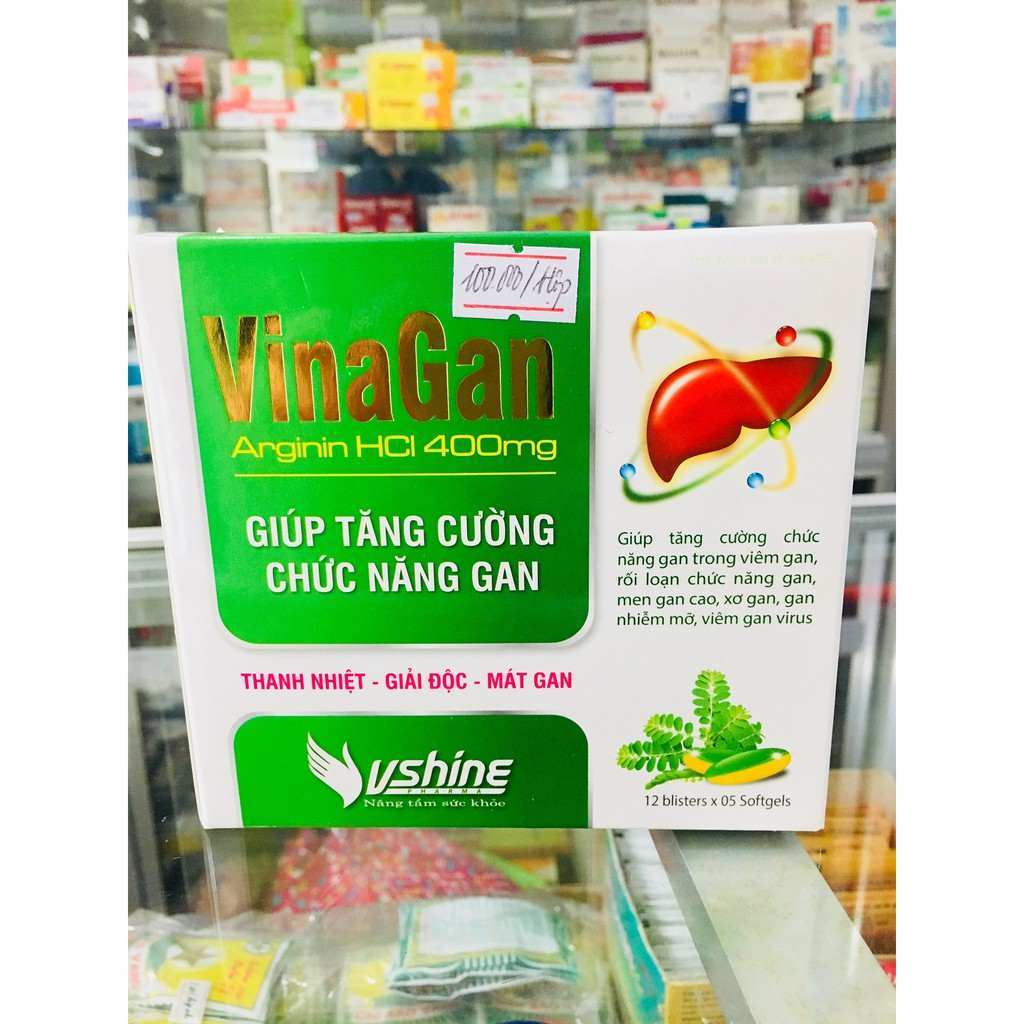 100.000/Hộp
VinaGan
Arginin HCl 400mg
GIÚP TĂNG CƯỜNG
CHỨC NĂNG GAN
THANH NHIỆT - GIẢI ĐỘC - MÁT GAN
Vshine
PHARMA
Nâng tầm sức khỏe
Giúp tăng cường chức
năng gan trong viêm gan,
rối loạn chức năng gan,
men gan cao, xơ gan, gan
nhiễm mỡ, viêm gan virus
12 blisters x 05 Softgels